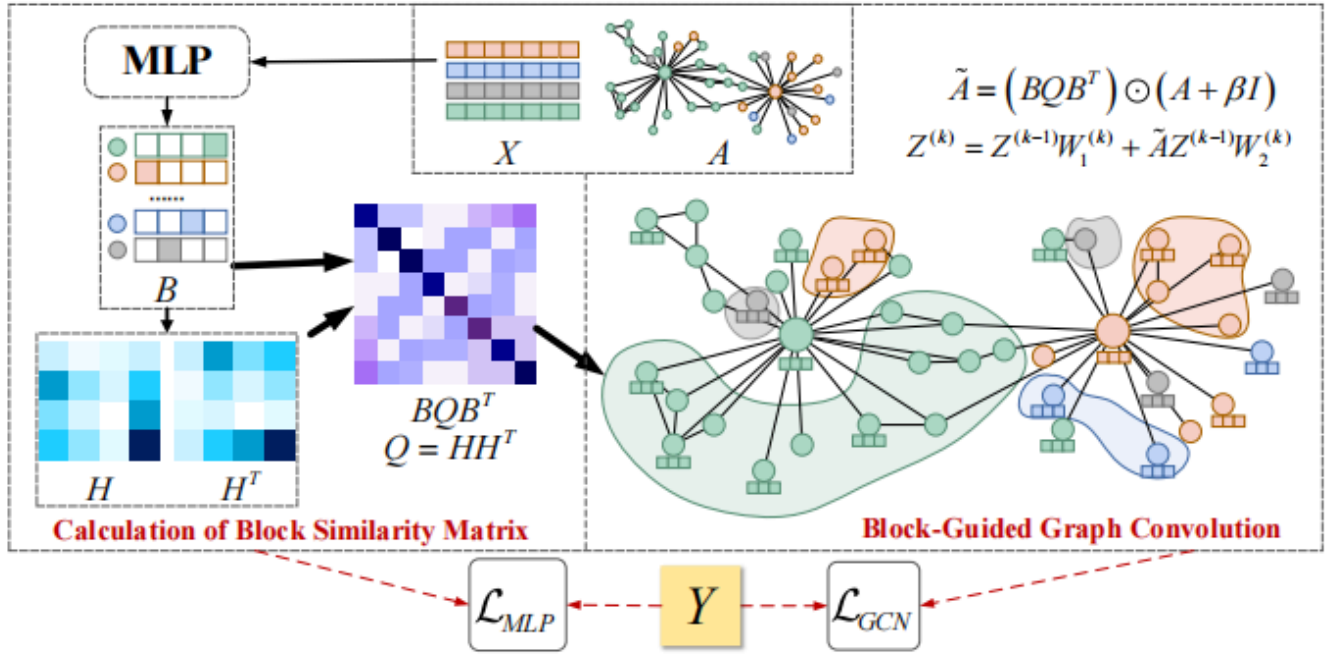 MLP
X
A
Ã = (BQB^T) ⊙ (A + βI)
Z^(k) = Z^(k-1)W_1^(k) + ÃZ^(k-1)W_2^(k)
......
B
BQB^T
Q = HH^T
H
H^T
Calculation of Block Similarity Matrix
Block-Guided Graph Convolution
ℒ_MLP
Y
ℒ_GCN